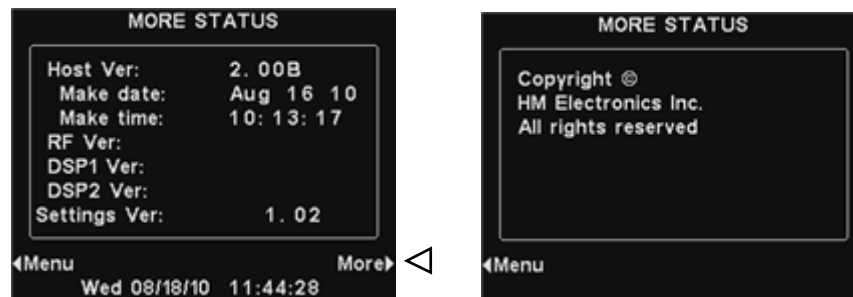 MORE STATUS
Host Ver: 2.00B
Make date: Aug 16 10
Make time: 10:13:17
RF Ver:
DSP1 Ver:
DSP2 Ver:
Settings Ver: 1.02
Menu More
Wed 08/18/10 11:44:28
MORE STATUS
Copyright ©
HM Electronics Inc.
All rights reserved
Menu